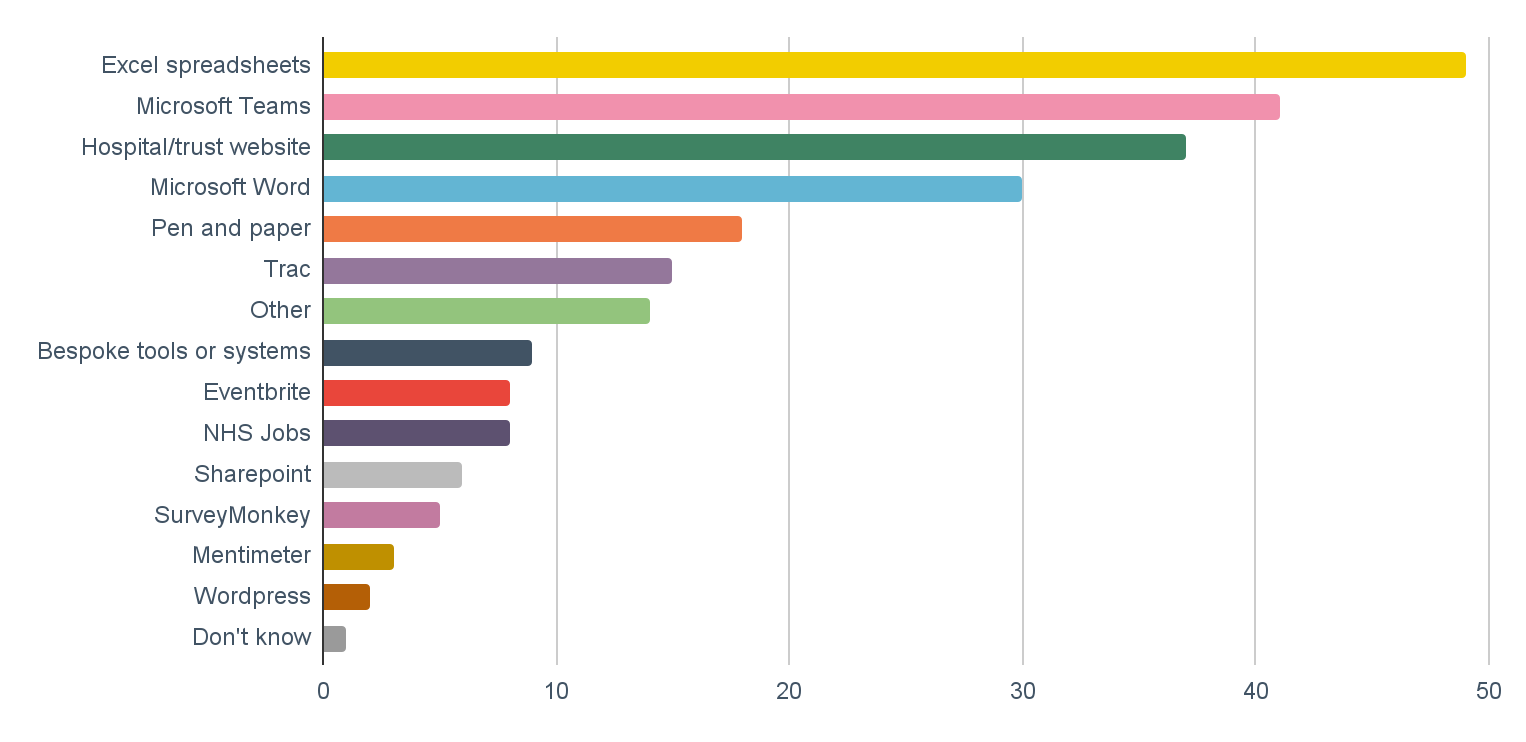 Excel spreadsheets
Microsoft Teams
Hospital/trust website
Microsoft Word
Pen and paper
Trac
Other
Bespoke tools or systems
Eventbrite
NHS Jobs
Sharepoint
SurveyMonkey
Mentimeter
Wordpress
Don't know
0 10 20 30 40 50